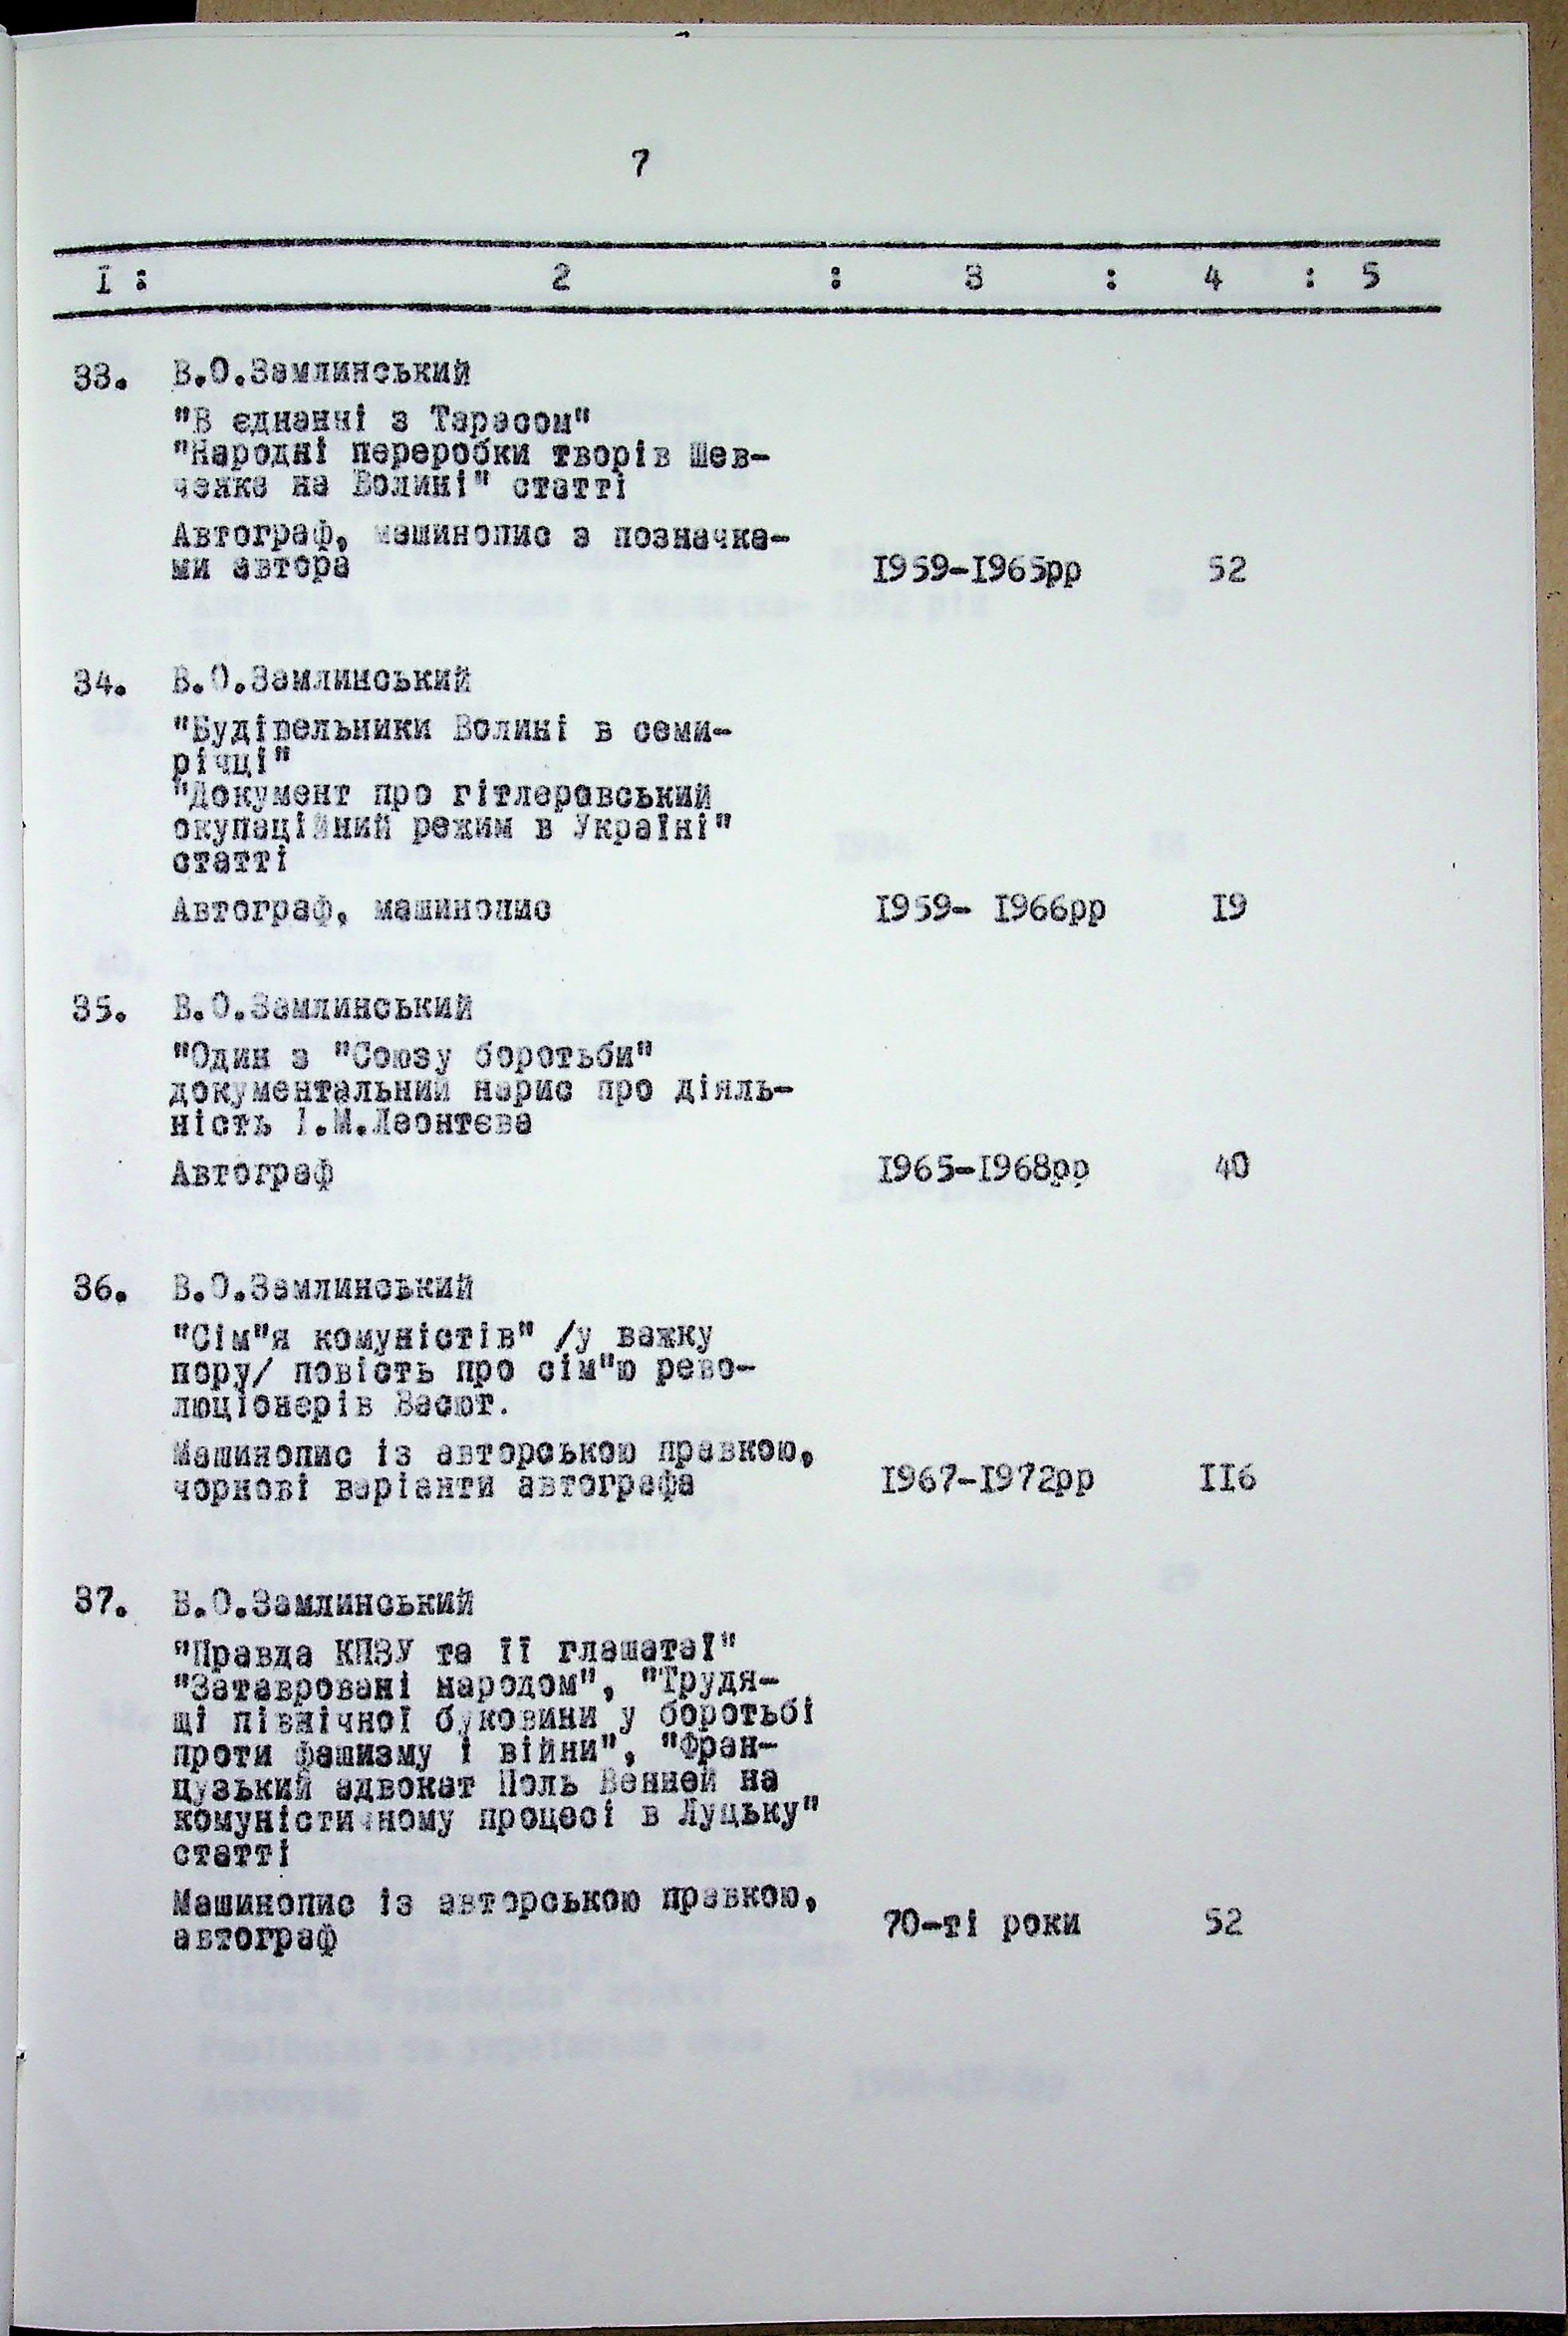 7
I : 2 : 3 : 4 : 5
33. В.О.Замлинський
"В єднанні з Тарасом"
"Народні переробки творів Шев-
ченка на Волині" статті
Автограф, машинопис з позначка-
ми автора 1959-1965рр 52
34. В.О.Замлинський
"Будівельники Волині в семи-
річці"
"Документ про гітлеравський
окупаційний режим в Україні"
статті
Автограф, машинопис 1959- 1966рр 19
35. В.О.Замлинський
"Один з "Союзу боротьби"
документальний нарис про діяль-
ність І.М.Леонтєва
Автограф 1965-1968рр 40
36. В.О.Замлинський
"Сім"я комуністів" /у важку
пору/ повість про сім"ю рево-
люціонерів Васют.
Машинопис із авторською правкою,
чорнові варіанти автографа 1967-1972рр 116
37. В.О.Замлинський
"Правда КПЗУ та її глашатаї"
"Затавровані народом", "Трудя-
щі північної буковини у боротьбі
проти фашизму і війни", "Фран-
цузький адвокат Поль Венней на
комуністичному процесі в Луцьку"
статті
Машинопис із авторською правкою,
автограф 70-ті роки 52